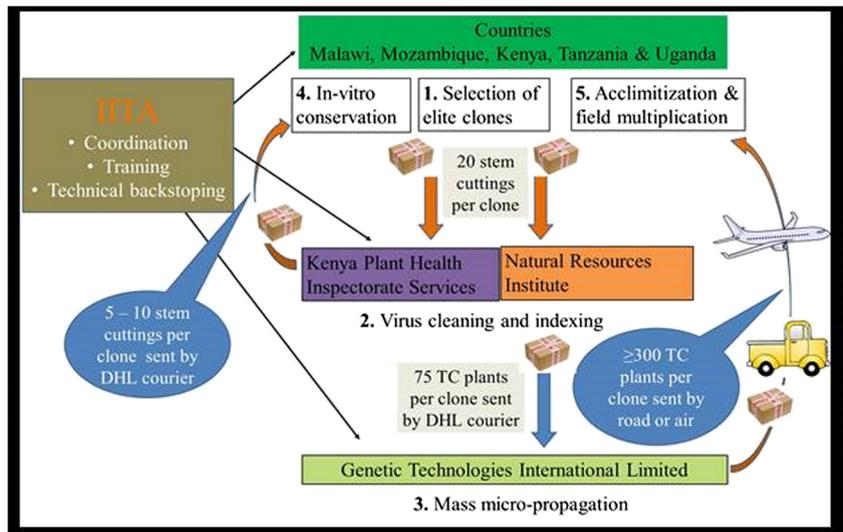 Countries
Malawi, Mozambique, Kenya, Tanzania & Uganda
IITA
• Coordination
• Training
• Technical backstoping
4. In-vitro
conservation
1. Selection of
elite clones
5. Acclimitization &
field multiplication
20 stem
cuttings
per clone
Kenya Plant Health
Inspectorate Services
Natural Resources
Institute
2. Virus cleaning and indexing
5 – 10 stem
cuttings per
clone sent by
DHL courier
75 TC plants
per clone sent
by DHL courier
≥300 TC
plants per
clone sent by
road or air
Genetic Technologies International Limited
3. Mass micro-propagation